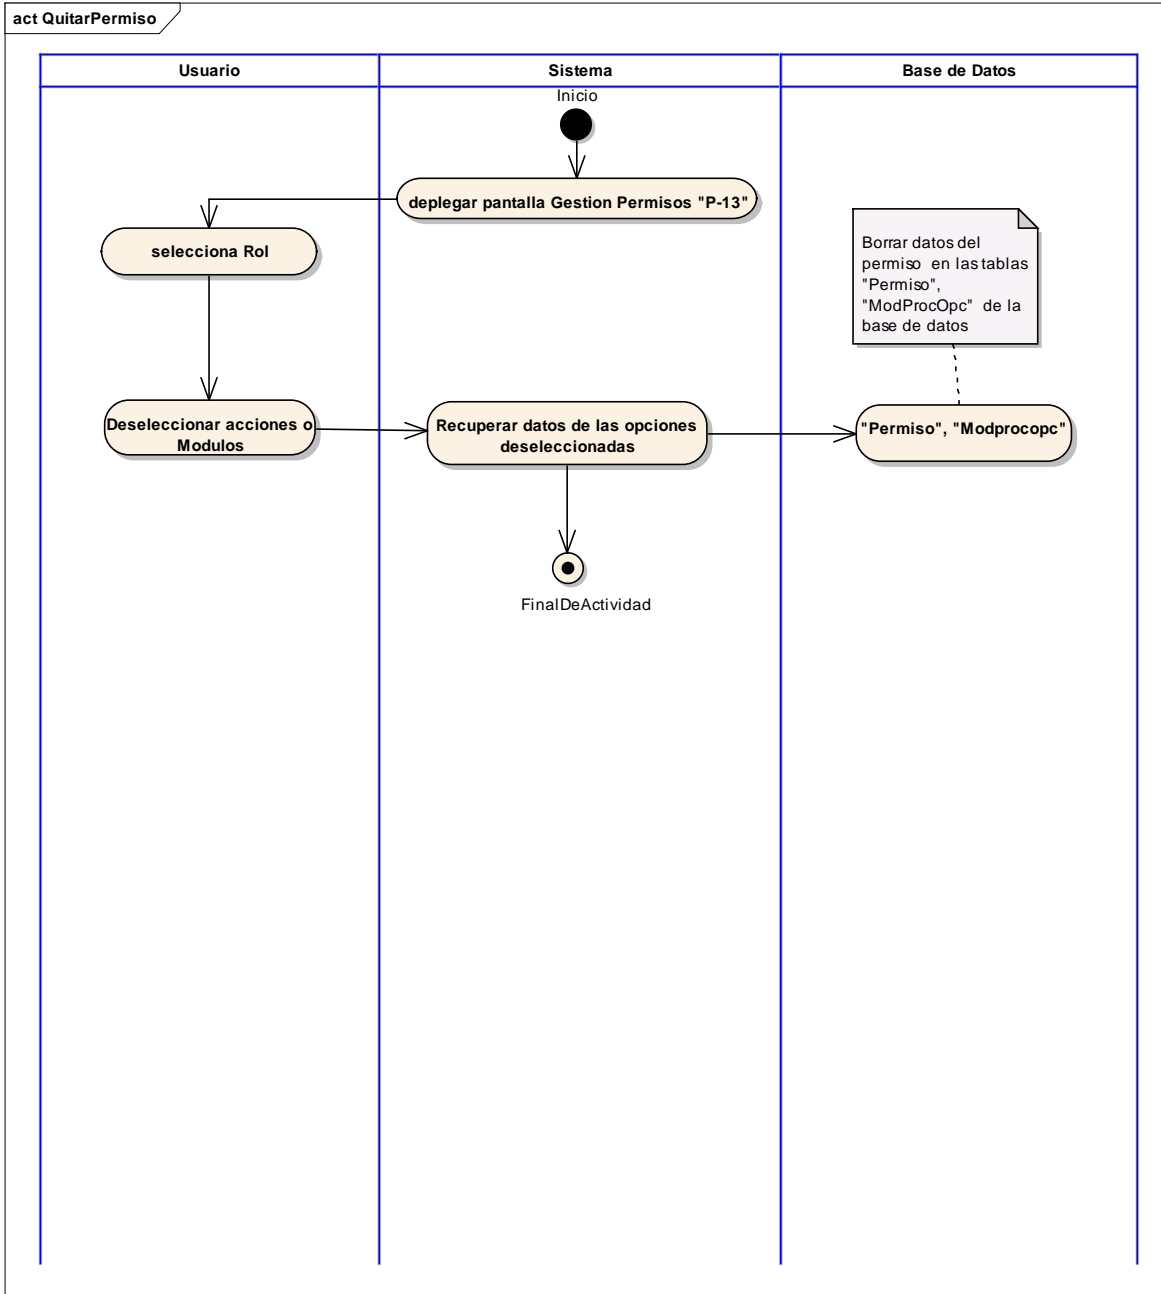 act QuitarPermiso
Usuario
Sistema
Base de Datos
Inicio
deplegar pantalla Gestion Permisos "P-13"
selecciona Rol
Borrar datos del
permiso en las tablas
"Permiso",
"ModProcOpc" de la
base de datos
Deseleccionar acciones o
Modulos
Recuperar datos de las opciones
deseleccionadas
"Permiso", "Modprocopc"
FinalDeActividad